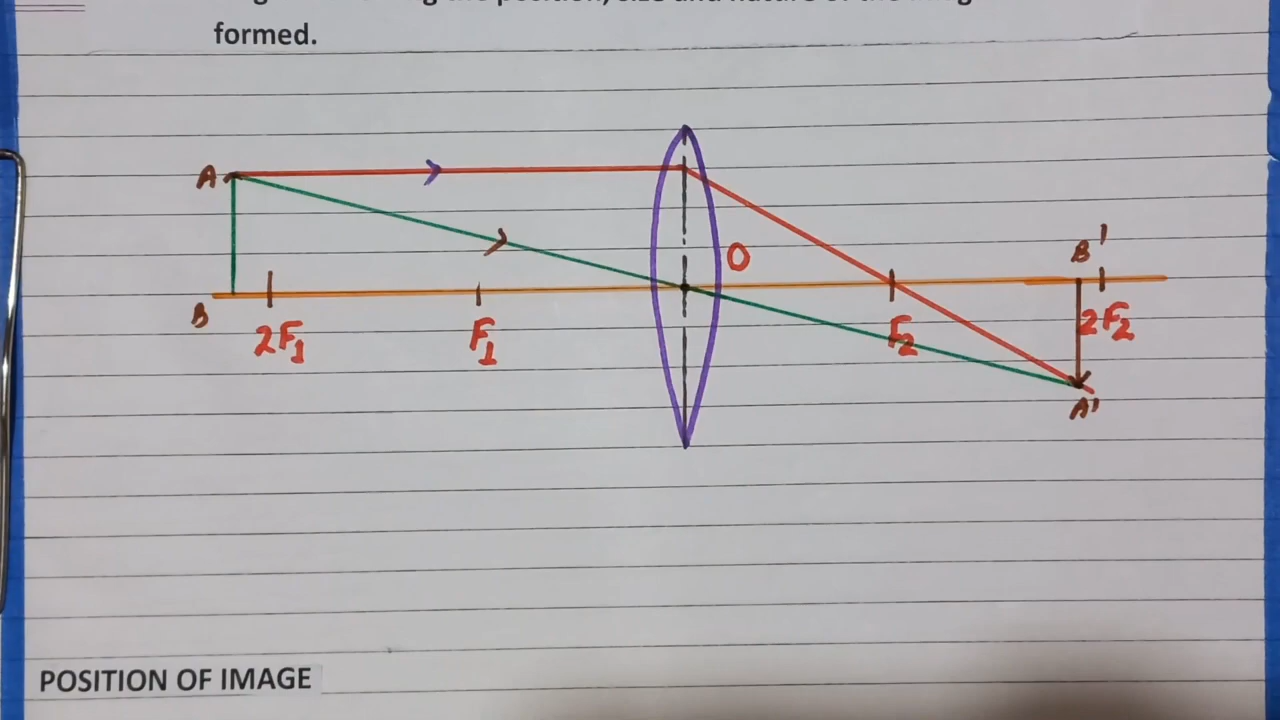 formed.
A
B
2F₁
F₁
O
F₂
B'
2F₂
A'
POSITION OF IMAGE